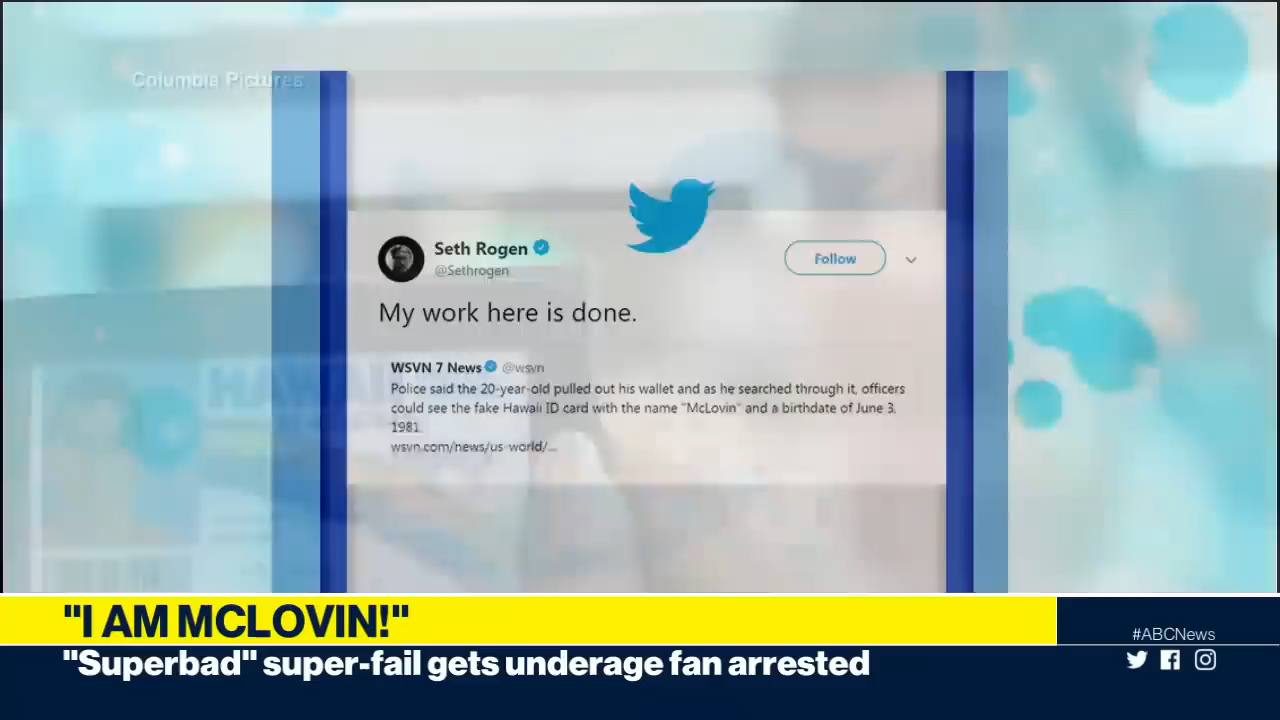 Columbia Pictures
Seth Rogen
@Sethrogen
Follow
My work here is done.
WSVN 7 News @wsvn
Police said the 20-year-old pulled out his wallet and as he searched through it, officers
could see the fake Hawaii ID card with the name "McLovin" and a birthdate of June 3,
1981.
wsvn.com/news/us-world/...
HAWAII
"I AM MCLOVIN!"
#ABCNews
"Superbad" super-fail gets underage fan arrested